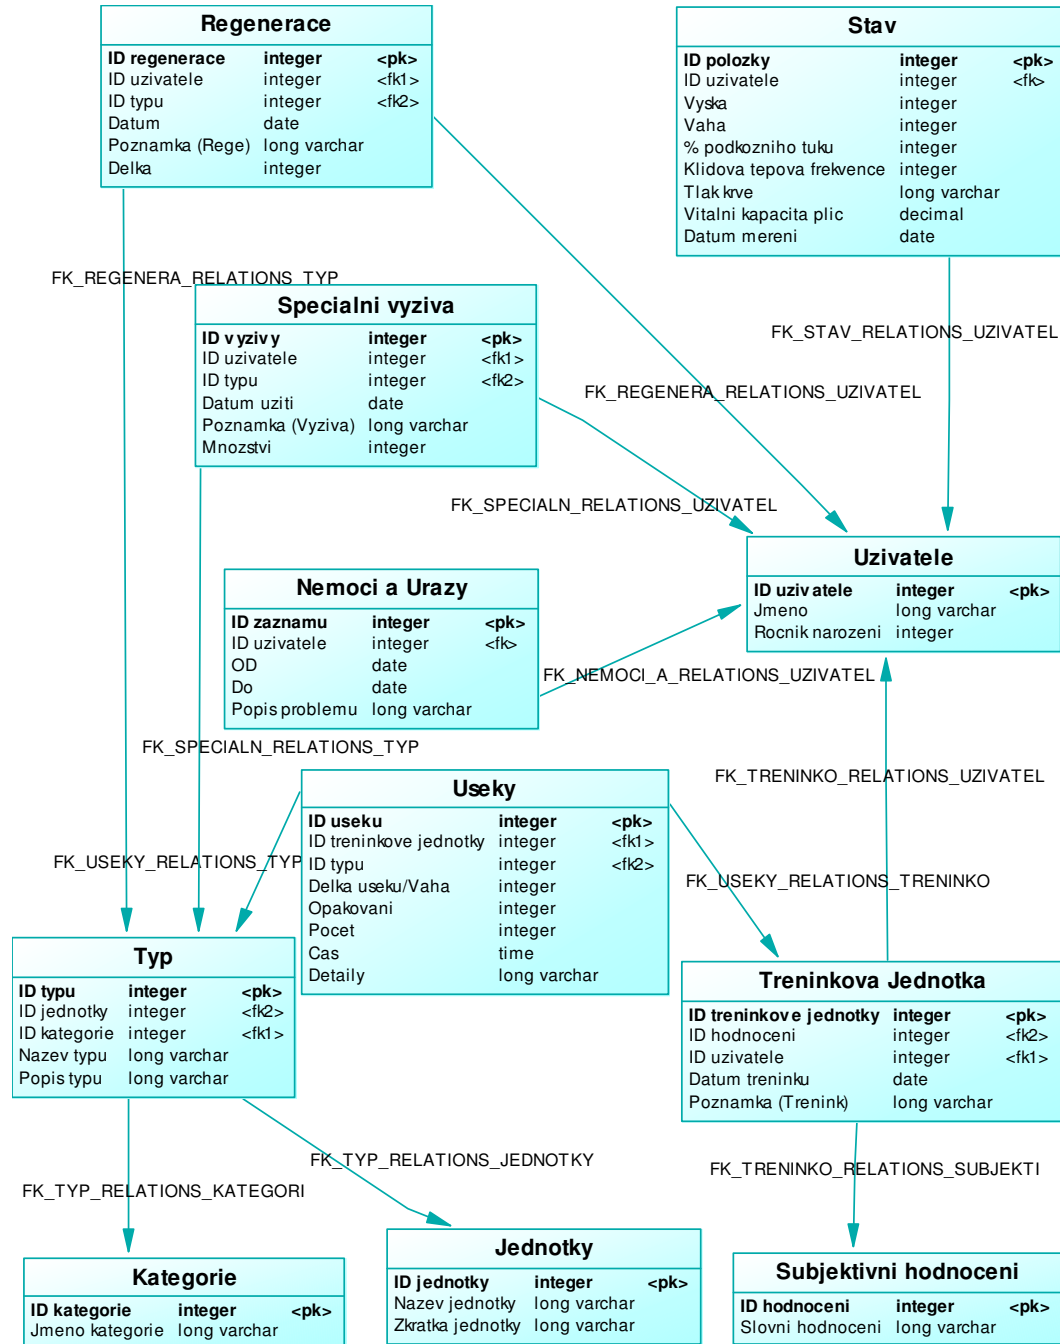 Regenerace
ID regenerace integer <pk>
ID uzivatele integer <fk1>
ID typu integer <fk2>
Datum date
Poznamka (Rege) long varchar
Delka integer
Stav
ID polozky integer <pk>
ID uzivatele integer <fk>
Vyska integer
Vaha integer
% podkozniho tuku integer
Klidova tepova frekvence integer
Tlak krve long varchar
Vitalni kapacita plic decimal
Datum mereni date
FK_REGENERA_RELATIONS_TYP
Specialni vyziva
ID vyzivy integer <pk>
ID uzivatele integer <fk1>
ID typu integer <fk2>
Datum uziti date
Poznamka (Vyziva) long varchar
Mnozstvi integer
FK_STAV_RELATIONS_UZIVATEL
FK_REGENERA_RELATIONS_UZIVATEL
FK_SPECIALN_RELATIONS_UZIVATEL
Uzivatele
ID uzivatele integer <pk>
Jmeno long varchar
Rocnik narozeni integer
Nemoci a Urazy
ID zaznamu integer <pk>
ID uzivatele integer <fk>
OD date
Do date
Popis problemu long varchar
FK_NEMOCI_A_RELATIONS_UZIVATEL
FK_SPECIALN_RELATIONS_TYP
FK_TRENINKO_RELATIONS_UZIVATEL
Useky
ID useku integer <pk>
ID treninkove jednotky integer <fk1>
ID typu integer <fk2>
Delka useku/Vaha integer
Opakovani integer
Pocet integer
Cas time
Detaily long varchar
FK_USEKY_RELATIONS_TYP
FK_USEKY_RELATIONS_TRENINKO
Typ
ID typu integer <pk>
ID jednotky integer <fk2>
ID kategorie integer <fk1>
Nazev typu long varchar
Popis typu long varchar
Treninkova Jednotka
ID treninkove jednotky integer <pk>
ID hodnoceni integer <fk2>
ID uzivatele integer <fk1>
Datum treninku date
Poznamka (Trenink) long varchar
FK_TYP_RELATIONS_JEDNOTKY
FK_TRENINKO_RELATIONS_SUBJEKTI
FK_TYP_RELATIONS_KATEGORI
Kategorie
ID kategorie integer <pk>
Jmeno kategorie long varchar
Jednotky
ID jednotky integer <pk>
Nazev jednotky long varchar
Zkratka jednotky long varchar
Subjektivni hodnoceni
ID hodnoceni integer <pk>
Slovni hodnoceni long varchar